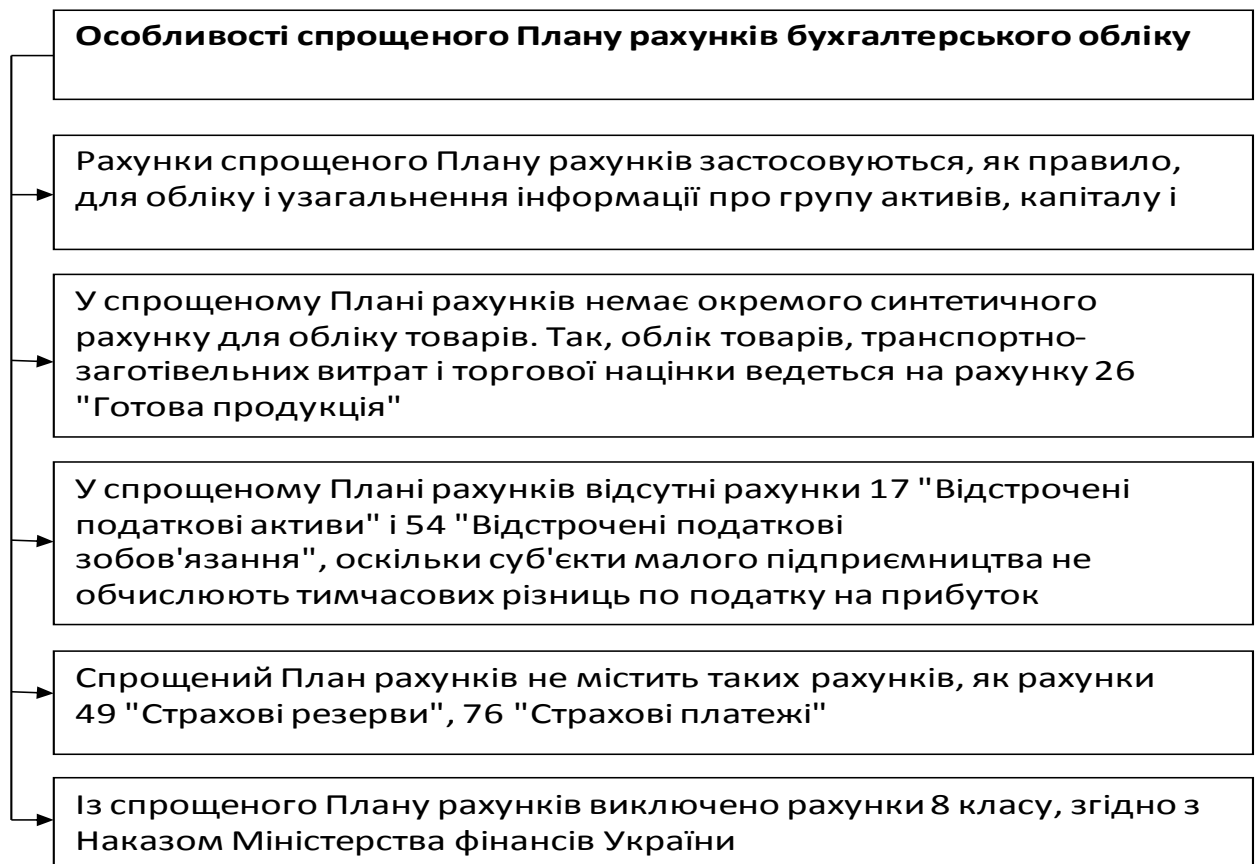 Особливості спрощеного Плану рахунків бухгалтерського обліку
Рахунки спрощеного Плану рахунків застосовуються, як правило,
для обліку і узагальнення інформації про групу активів, капіталу і
У спрощеному Плані рахунків немає окремого синтетичного
рахунку для обліку товарів. Так, облік товарів, транспортно-
заготівельних витрат і торгової націнки ведеться на рахунку 26
"Готова продукція"
У спрощеному Плані рахунків відсутні рахунки 17 "Відстрочені
податкові активи" і 54 "Відстрочені податкові
зобов'язання", оскільки суб'єкти малого підприємництва не
обчислюють тимчасових різниць по податку на прибуток
Спрощений План рахунків не містить таких рахунків, як рахунки
49 "Страхові резерви", 76 "Страхові платежі"
Із спрощеного Плану рахунків виключено рахунки 8 класу, згідно з
Наказом Міністерства фінансів України